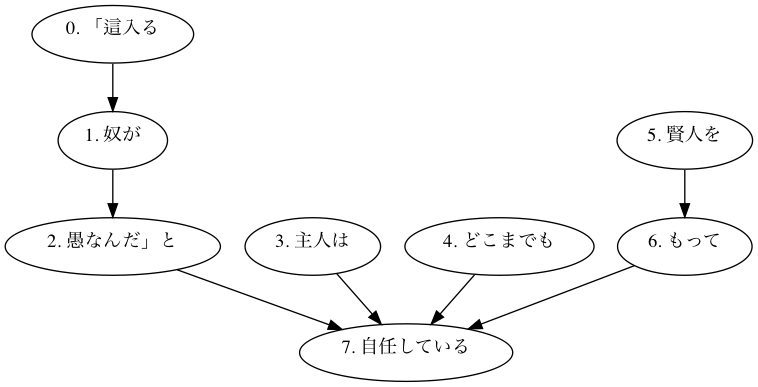 0. 「這入る
1. 奴が
5. 賢人を
2. 愚なんだ」と
3. 主人は
4. どこまでも
6. もって
7. 自任している